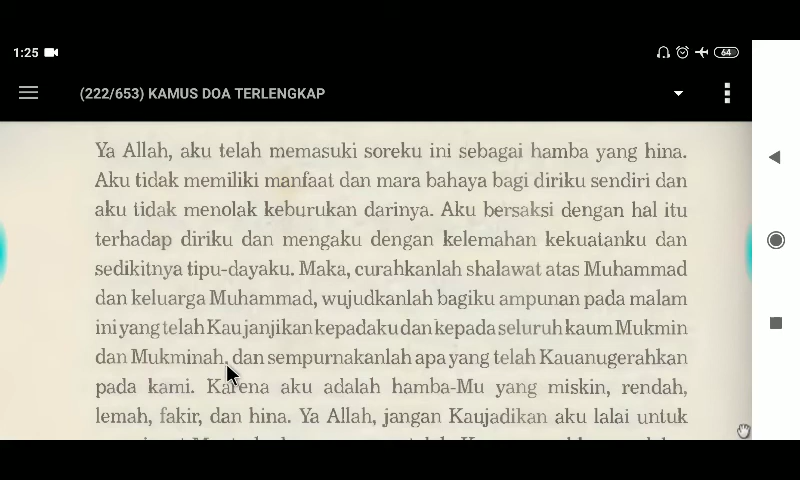 1:25
64
(222/653) KAMUS DOA TERLENGKAP
Ya Allah, aku telah memasuki soreku ini sebagai hamba yang hina.
Aku tidak memiliki manfaat dan mara bahaya bagi diriku sendiri dan
aku tidak menolak keburukan darinya. Aku bersaksi dengan hal itu
terhadap diriku dan mengaku dengan kelemahan kekuatanku dan
sedikitnya tipu-dayaku. Maka, curahkanlah shalawat atas Muhammad
dan keluarga Muhammad, wujudkanlah bagiku ampunan pada malam
ini yang telah Kau janjikan kepadaku dan kepada seluruh kaum Mukmin
dan Mukminah, dan sempurnakanlah apa yang telah Kauanugerahkan
pada kami. Karena aku adalah hamba-Mu yang miskin, rendah,
lemah, fakir, dan hina. Ya Allah, jangan Kaujadikan aku lalai untuk